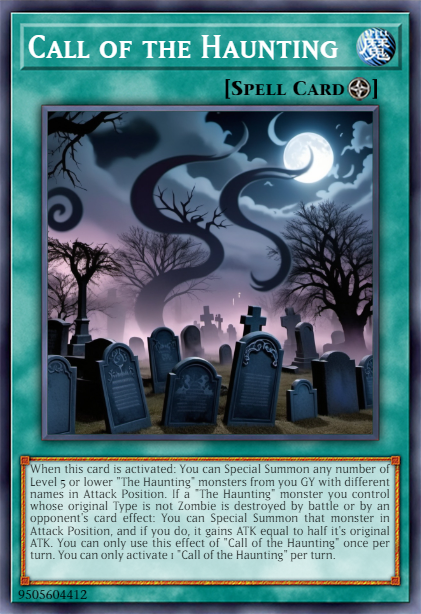 Call of the Haunting 魔
[Spell Card]
When this card is activated: You can Special Summon any number of
Level 5 or lower "The Haunting" monsters from you GY with different
names in Attack Position. If a "The Haunting" monster you control
whose original Type is not Zombie is destroyed by battle or by an
opponent's card effect: You can Special Summon that monster in
Attack Position, and if you do, it gains ATK equal to half it's original
ATK. You can only use this effect of "Call of the Haunting" once per
turn. You can only activate 1 "Call of the Haunting" per turn.
9505604412